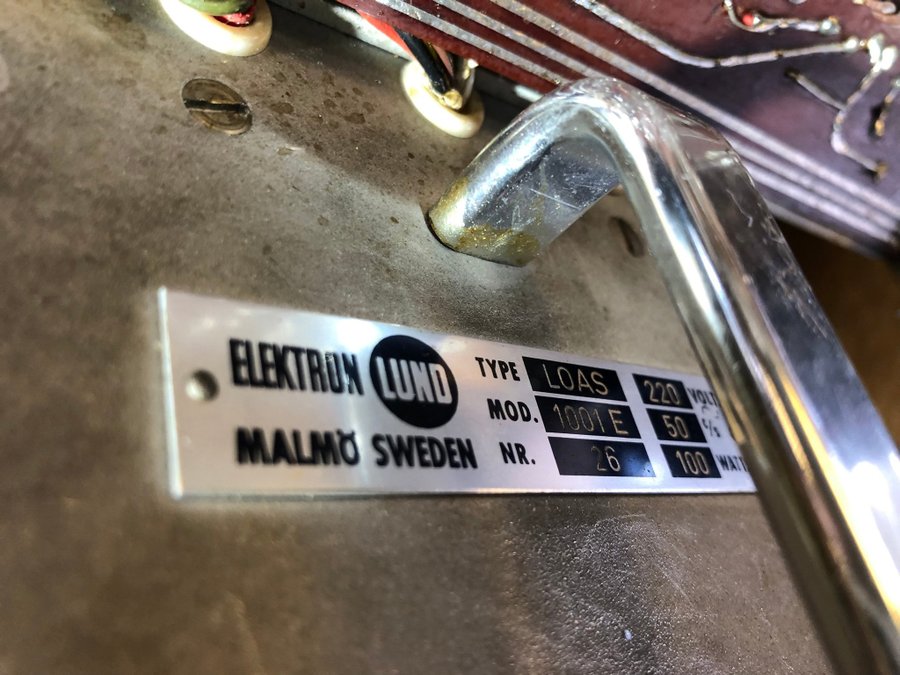 ELEKTRON LUND
MALMÖ SWEDEN
TYPE LOAS
MOD. 1001 E
NR. 26
220 VOLT
50 c/s
100 WATT